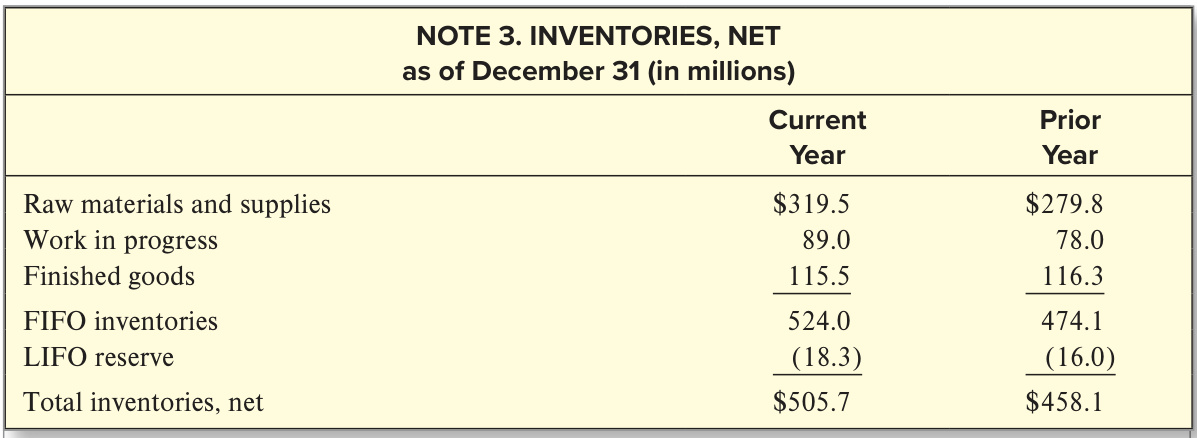 NOTE 3. INVENTORIES, NET
as of December 31 (in millions)
Current Year Prior Year
Raw materials and supplies $319.5 $279.8
Work in progress 89.0 78.0
Finished goods 115.5 116.3
FIFO inventories 524.0 474.1
LIFO reserve (18.3) (16.0)
Total inventories, net $505.7 $458.1